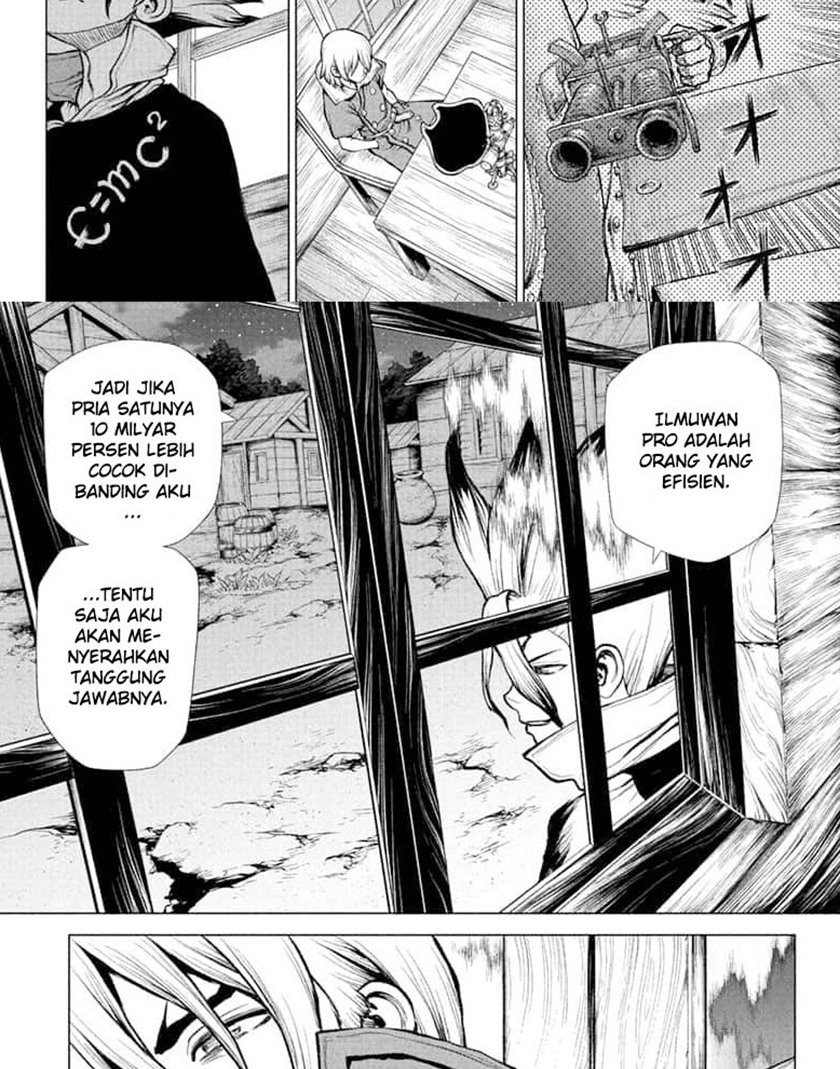 E=mc²
ILMUWAN
PRO ADALAH
ORANG YANG
EFISIEN.
JADI JIKA
PRIA SATUNYA
10 MILYAR
PERSEN LEBIH
COCOK DI-
BANDING AKU
...
...TENTU
SAJA AKU
AKAN ME-
NYERAHKAN
TANGGUNG
JAWABNYA.